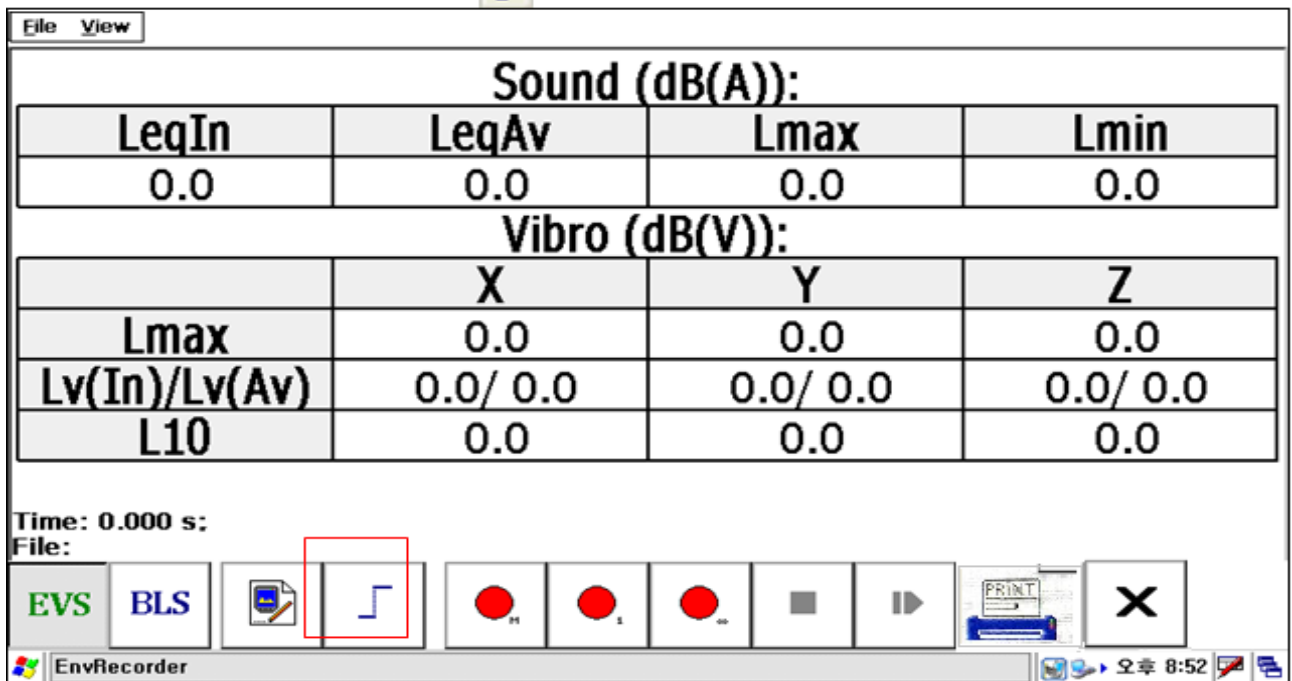 File View
Sound (dB(A)):
LeqIn LeqAv Lmax Lmin
0.0 0.0 0.0 0.0
Vibro (dB(V)):
X Y Z
Lmax 0.0 0.0 0.0
Lv(In)/Lv(Av) 0.0/ 0.0 0.0/ 0.0 0.0/ 0.0
L10 0.0 0.0 0.0
Time: 0.000 s;
File:
EVS BLS M s ∞ PRINT X
EnvRecorder 오후 8:52